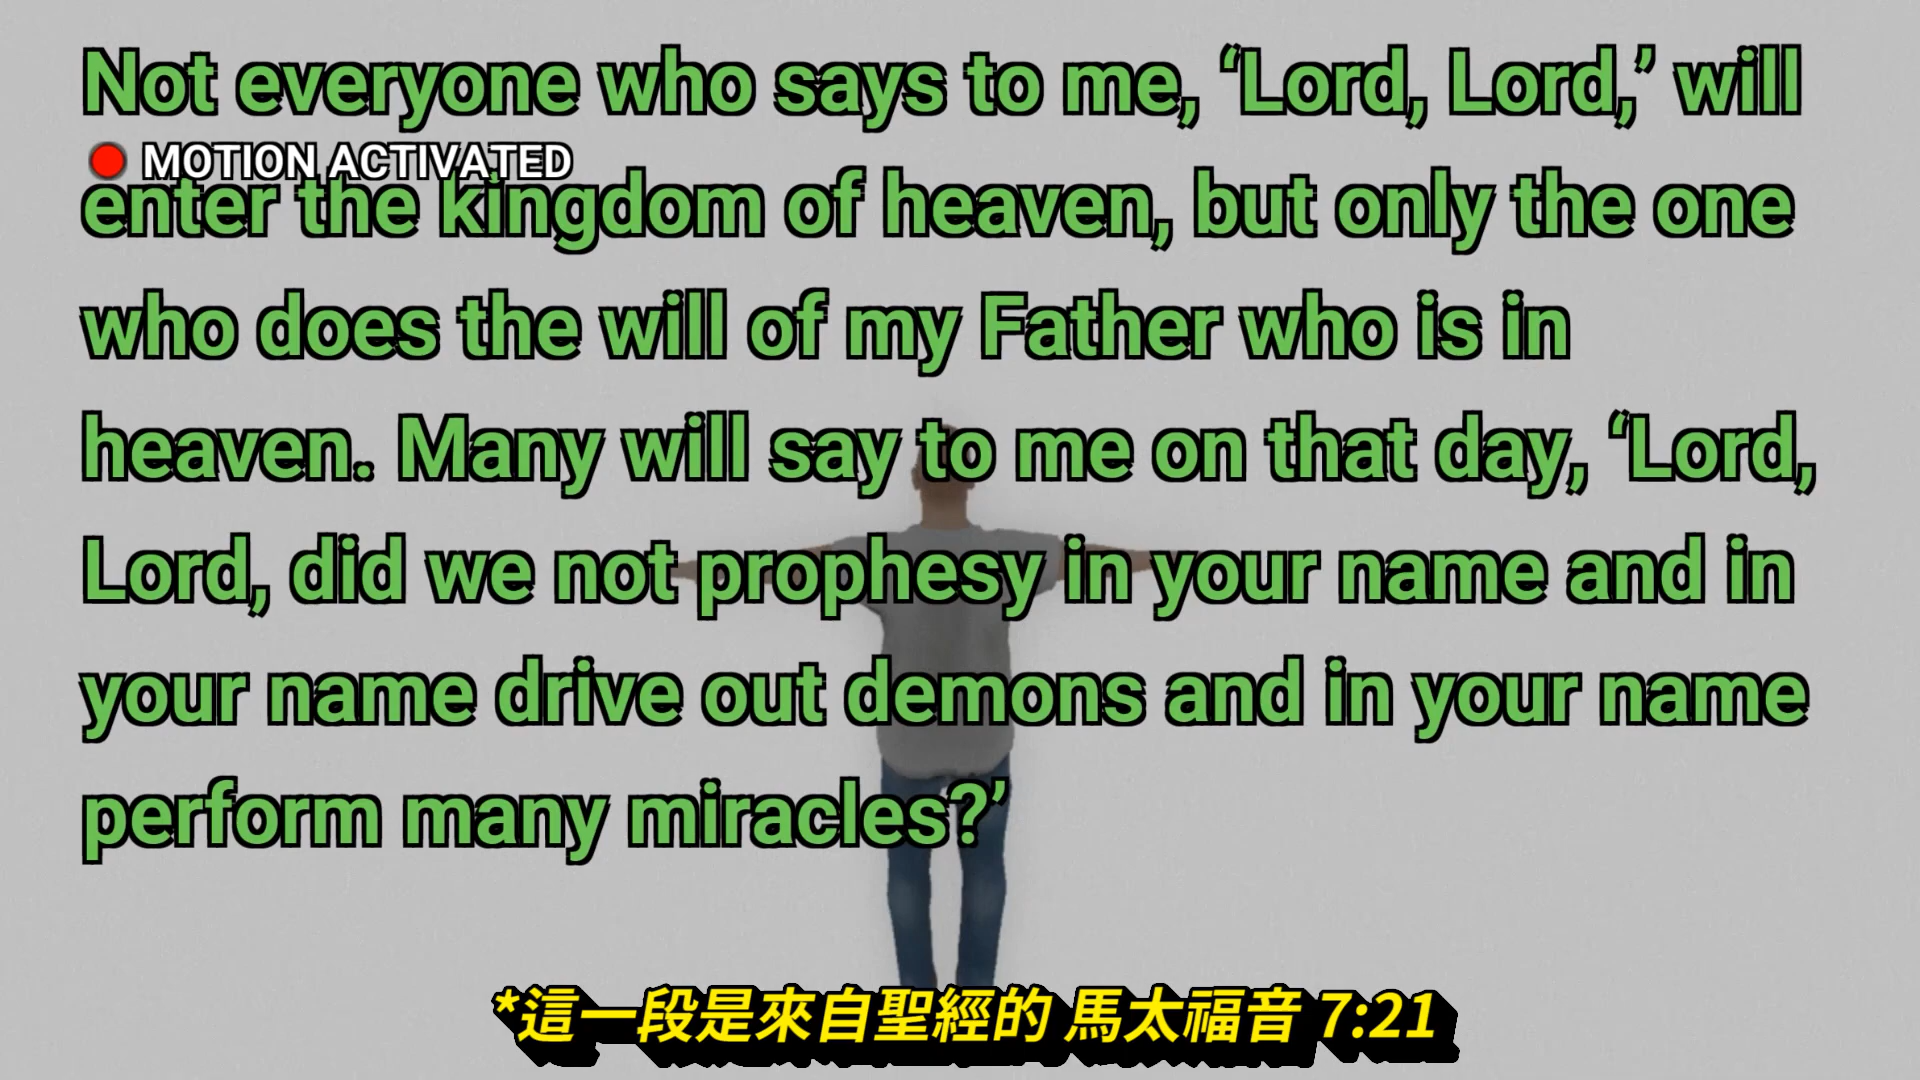 Not everyone who says to me, ‘Lord, Lord,’ will
MOTION ACTIVATED
enter the kingdom of heaven, but only the one
who does the will of my Father who is in
heaven. Many will say to me on that day, ‘Lord,
Lord, did we not prophesy in your name and in
your name drive out demons and in your name
perform many miracles?’
*這一段是來自聖經的 馬太福音 7:21